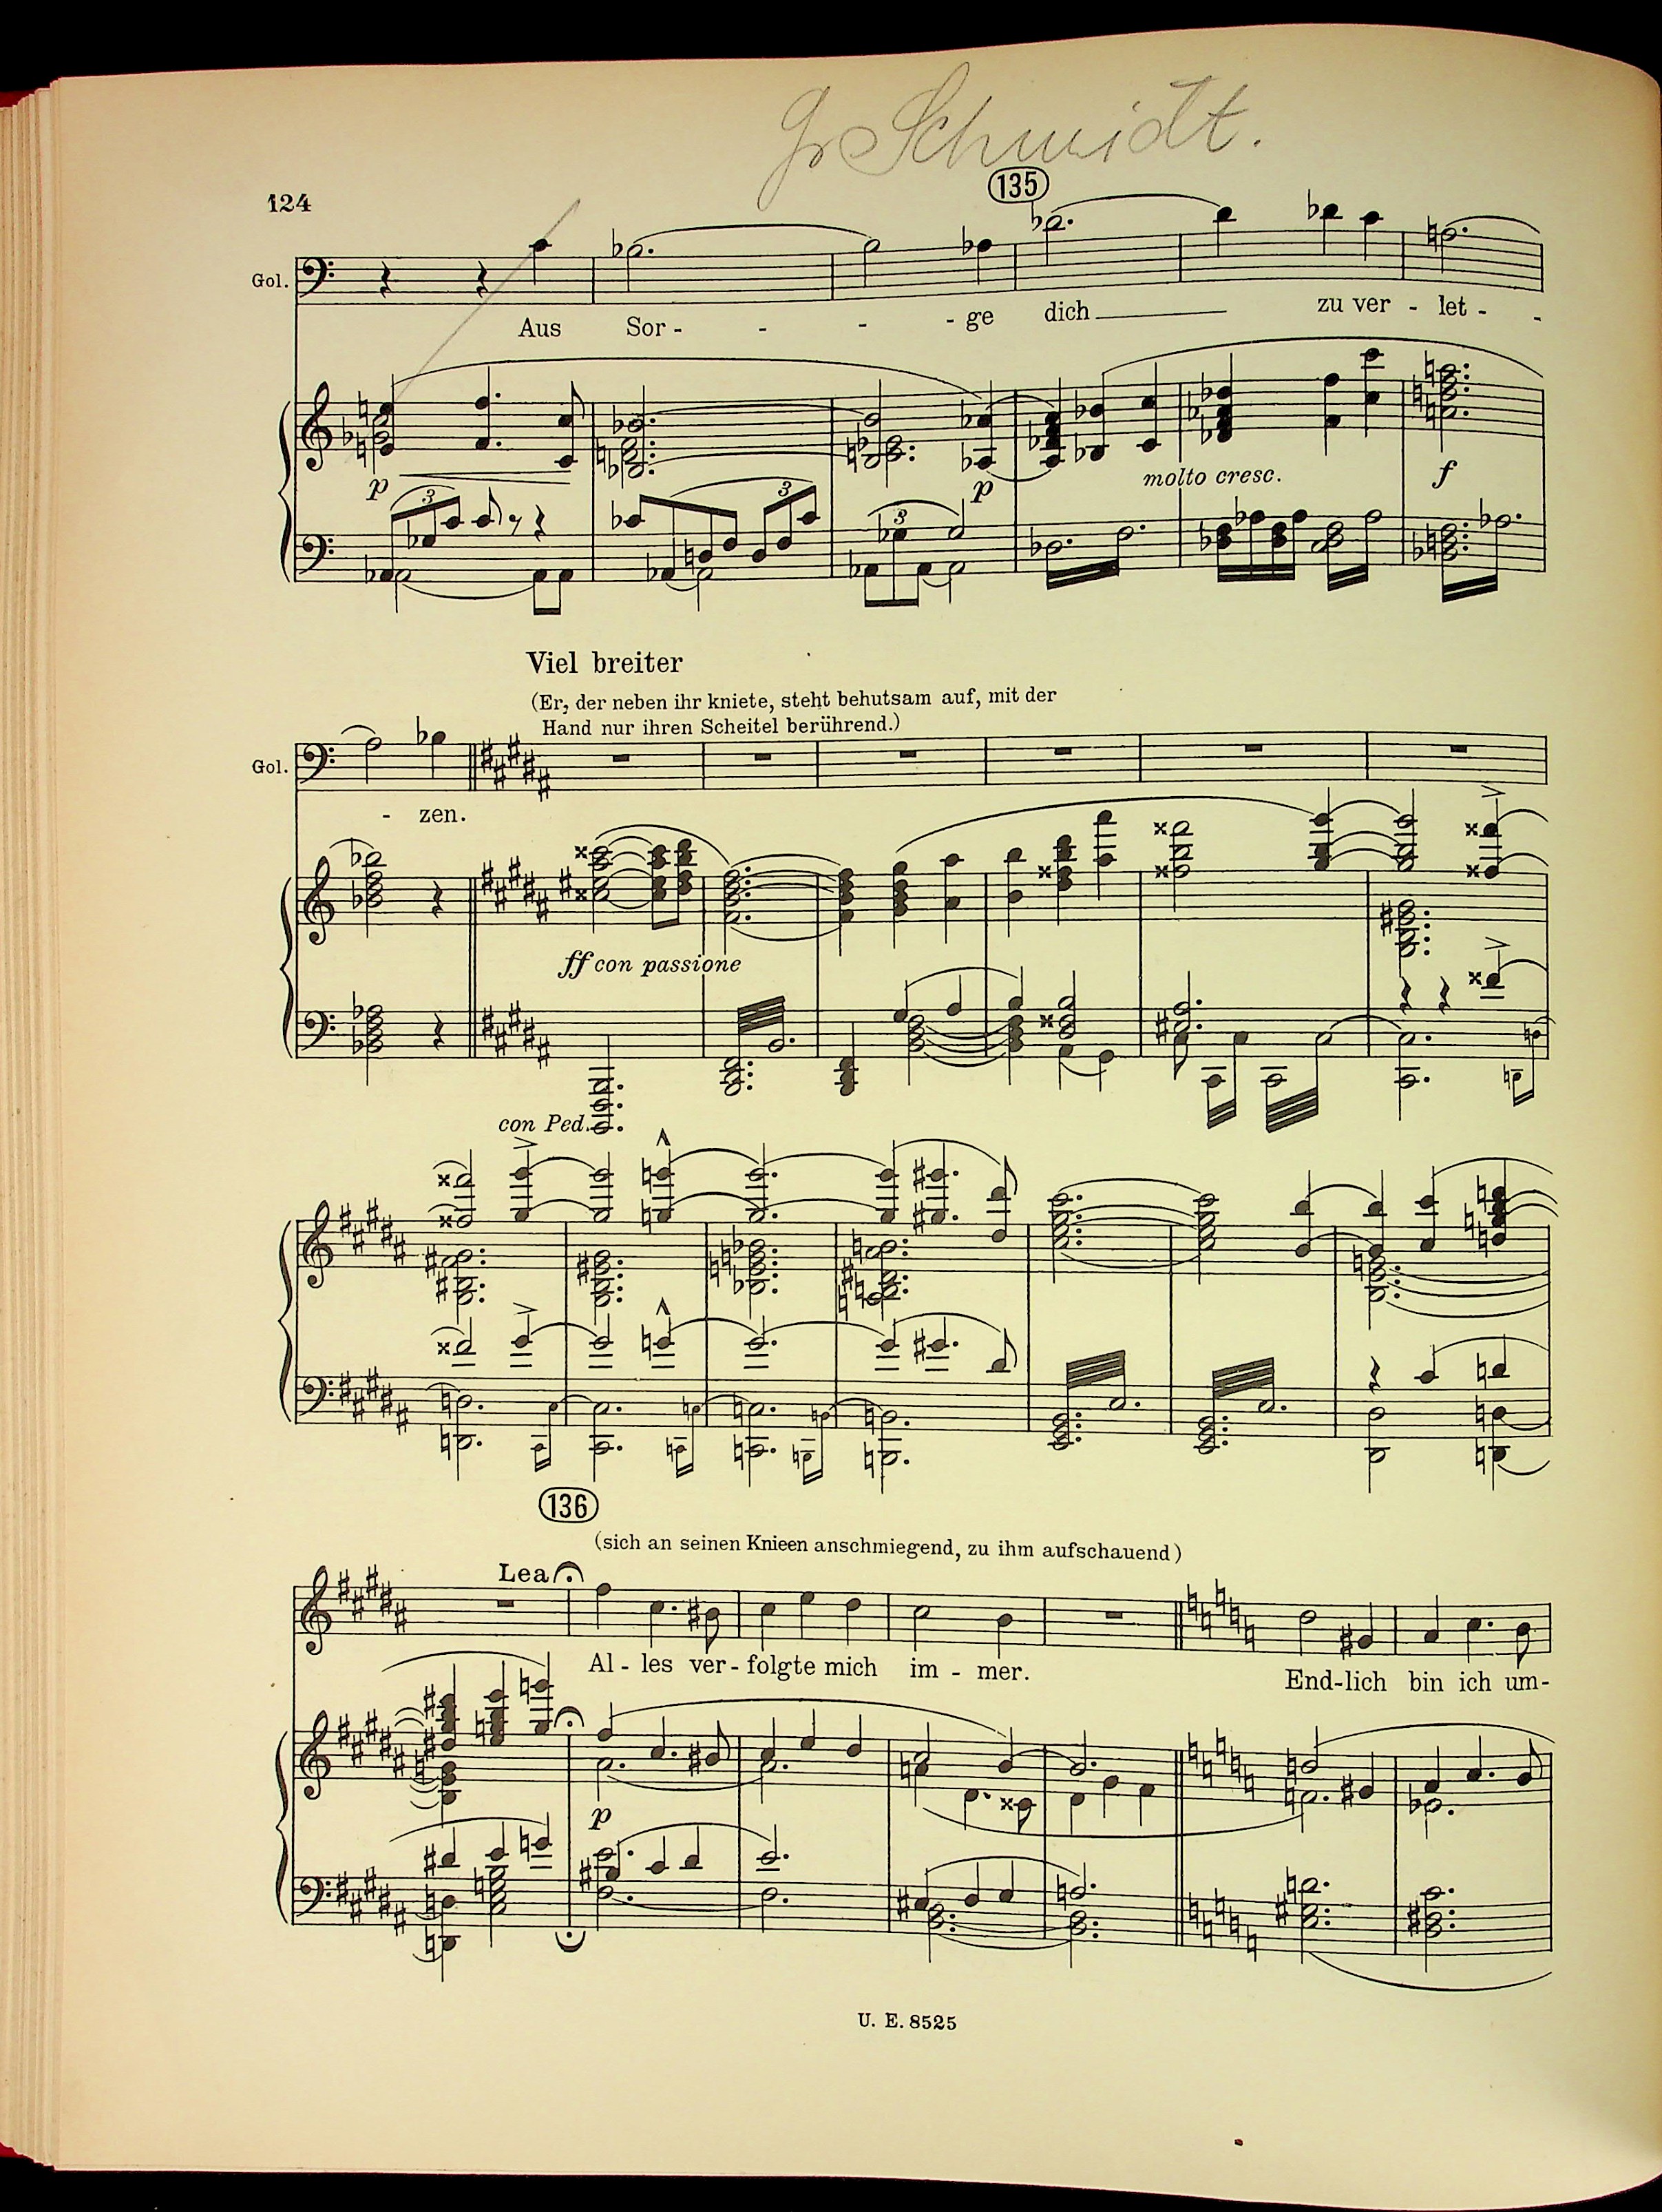 Schmidt.
124
135
Gol.
Aus Sor - - - - ge dich zu ver - let - -
3 3 3
p p molto cresc. f
Viel breiter
(Er, der neben ihr kniete, steht behutsam auf, mit der
Hand nur ihren Scheitel berührend.)
Gol.
- zen.
ff con passione
con Ped.
136
(sich an seinen Knieen anschmiegend, zu ihm aufschauend)
Lea
Al - les ver - folgte mich im - mer. End-lich bin ich um-
p
U. E. 8525